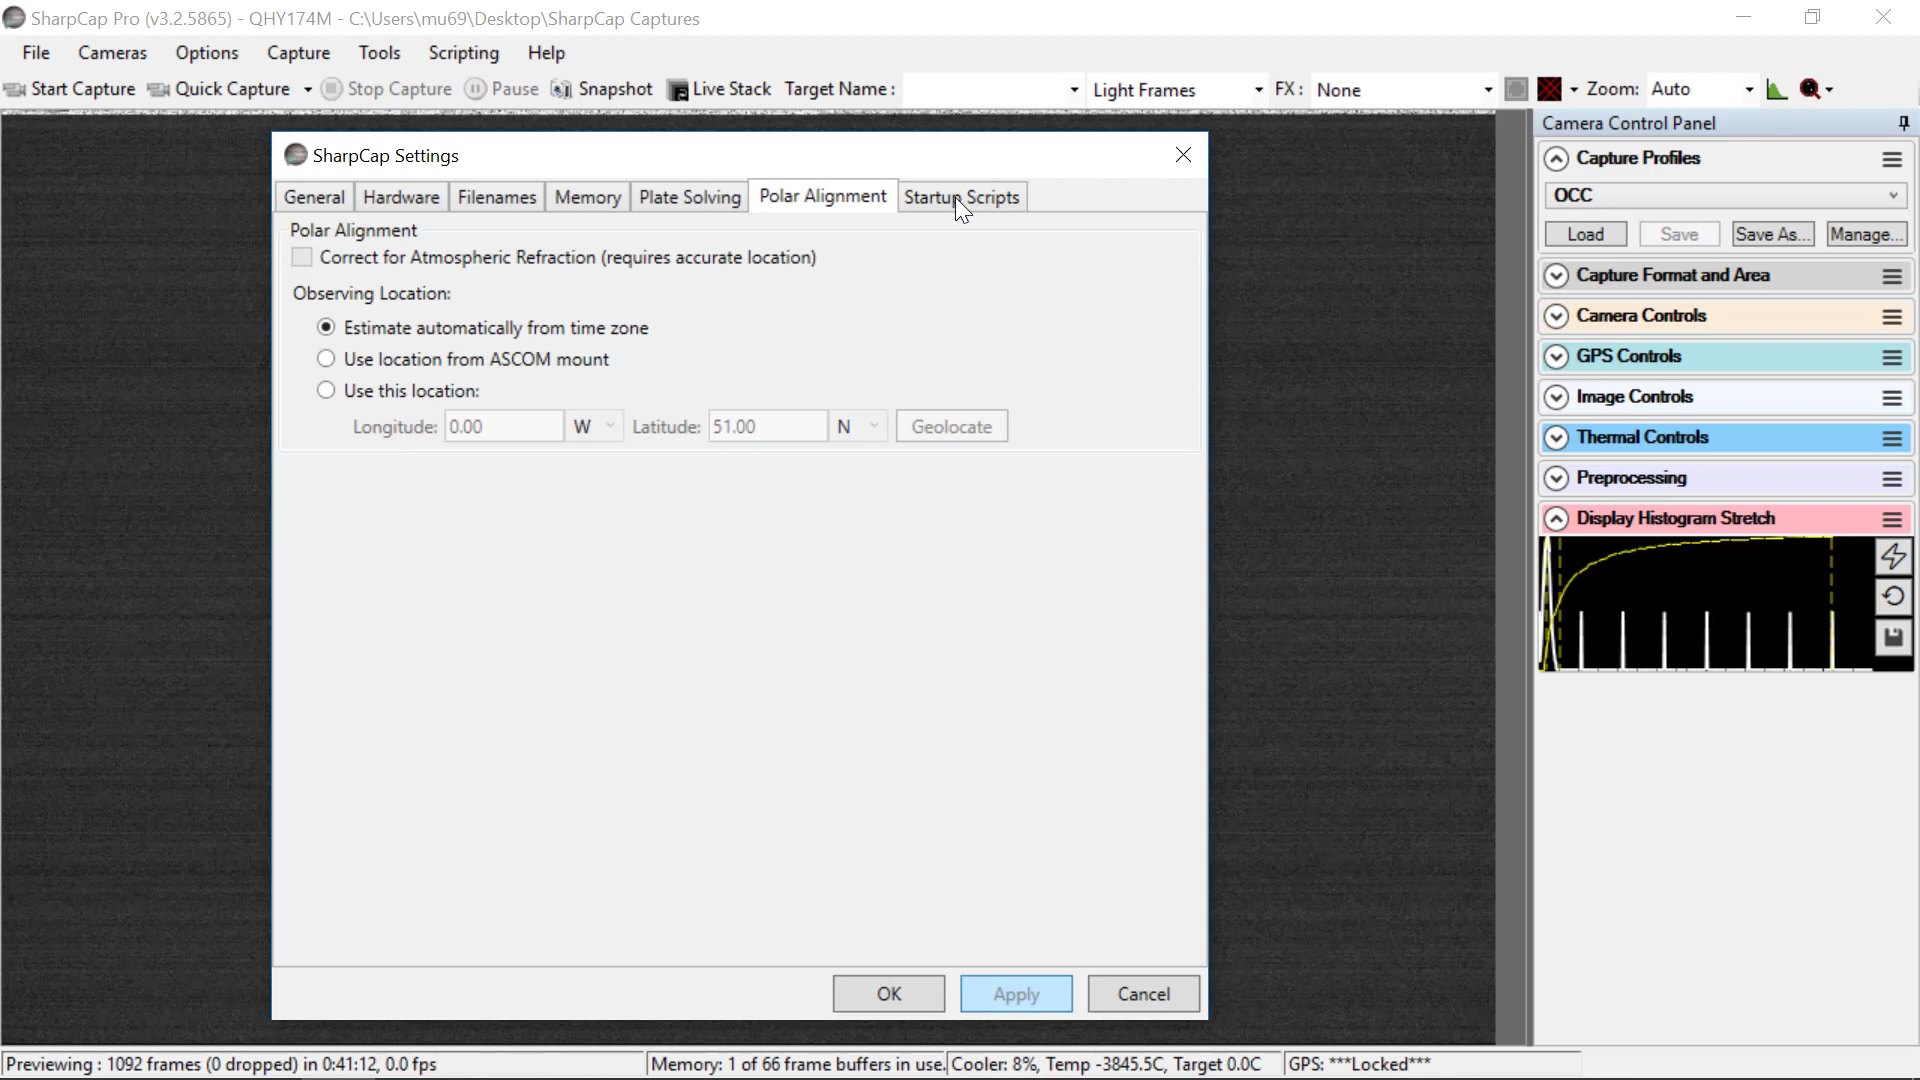 SharpCap Pro (v3.2.5865) - QHY174M - C:\Users\mu69\Desktop\SharpCap Captures
File Cameras Options Capture Tools Scripting Help
Start Capture Quick Capture Stop Capture Pause Snapshot Live Stack Target Name : Light Frames FX : None Zoom: Auto
Camera Control Panel
SharpCap Settings
General Hardware Filenames Memory Plate Solving Polar Alignment Startup Scripts
Polar Alignment
Correct for Atmospheric Refraction (requires accurate location)
Observing Location:
Estimate automatically from time zone
Use location from ASCOM mount
Use this location:
Longitude: 0.00 W Latitude: 51.00 N Geolocate
OK Apply Cancel
Capture Profiles
OCC
Load Save Save As... Manage...
Capture Format and Area
Camera Controls
GPS Controls
Image Controls
Thermal Controls
Preprocessing
Display Histogram Stretch
Previewing : 1092 frames (0 dropped) in 0:41:12, 0.0 fps Memory: 1 of 66 frame buffers in use. Cooler: 8%, Temp -3845.5C, Target 0.0C GPS: ***Locked***